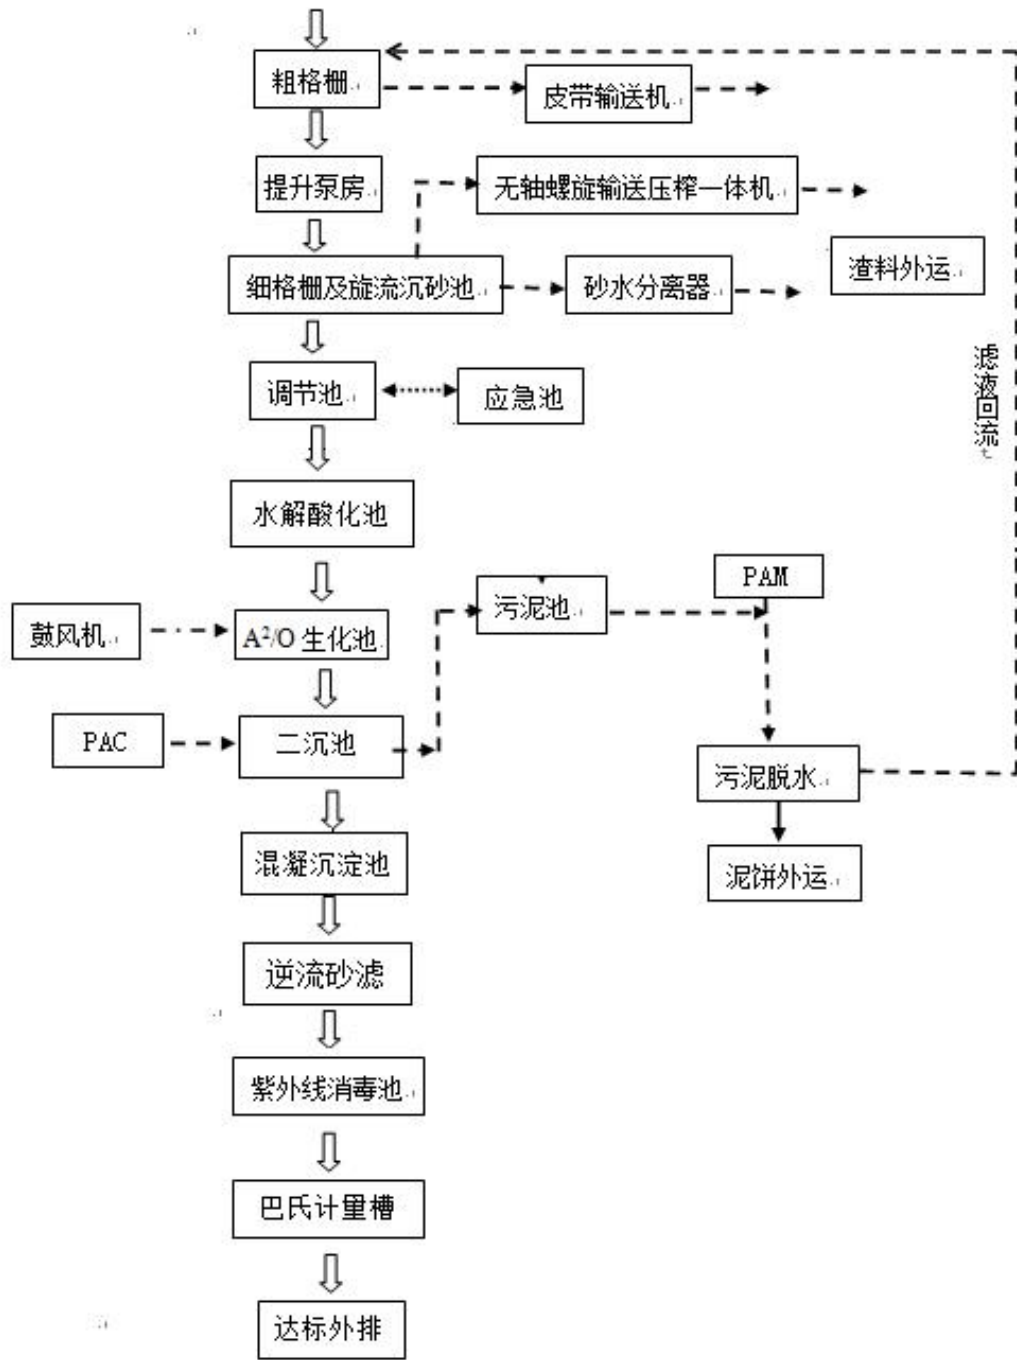 粗格栅
皮带输送机
提升泵房
无轴螺旋输送压榨一体机
细格栅及旋流沉砂池
砂水分离器
渣料外运
调节池
应急池
滤液回流
水解酸化池
鼓风机
A²/O 生化池
污泥池
PAM
PAC
二沉池
污泥脱水
混凝沉淀池
泥饼外运
逆流砂滤
紫外线消毒池
巴氏计量槽
达标外排